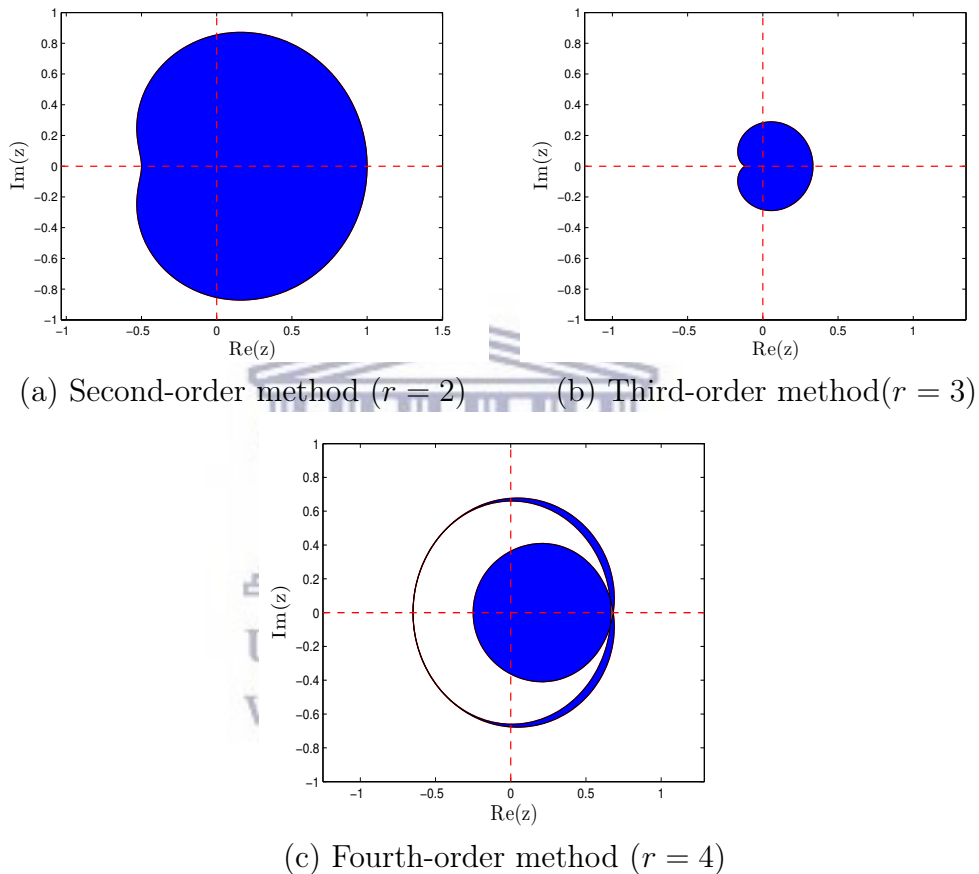 1
0.8
0.6
0.4
0.2
0
−0.2
−0.4
−0.6
−0.8
−1
Im(z)
−1 −0.5 0 0.5 1 1.5
Re(z)
(a) Second-order method (r = 2)
1
0.8
0.6
0.4
0.2
0
−0.2
−0.4
−0.6
−0.8
−1
Im(z)
−1 −0.5 0 0.5 1
Re(z)
(b) Third-order method(r = 3)
1
0.8
0.6
0.4
0.2
0
−0.2
−0.4
−0.6
−0.8
−1
Im(z)
−1 −0.5 0 0.5 1
Re(z)
(c) Fourth-order method (r = 4)